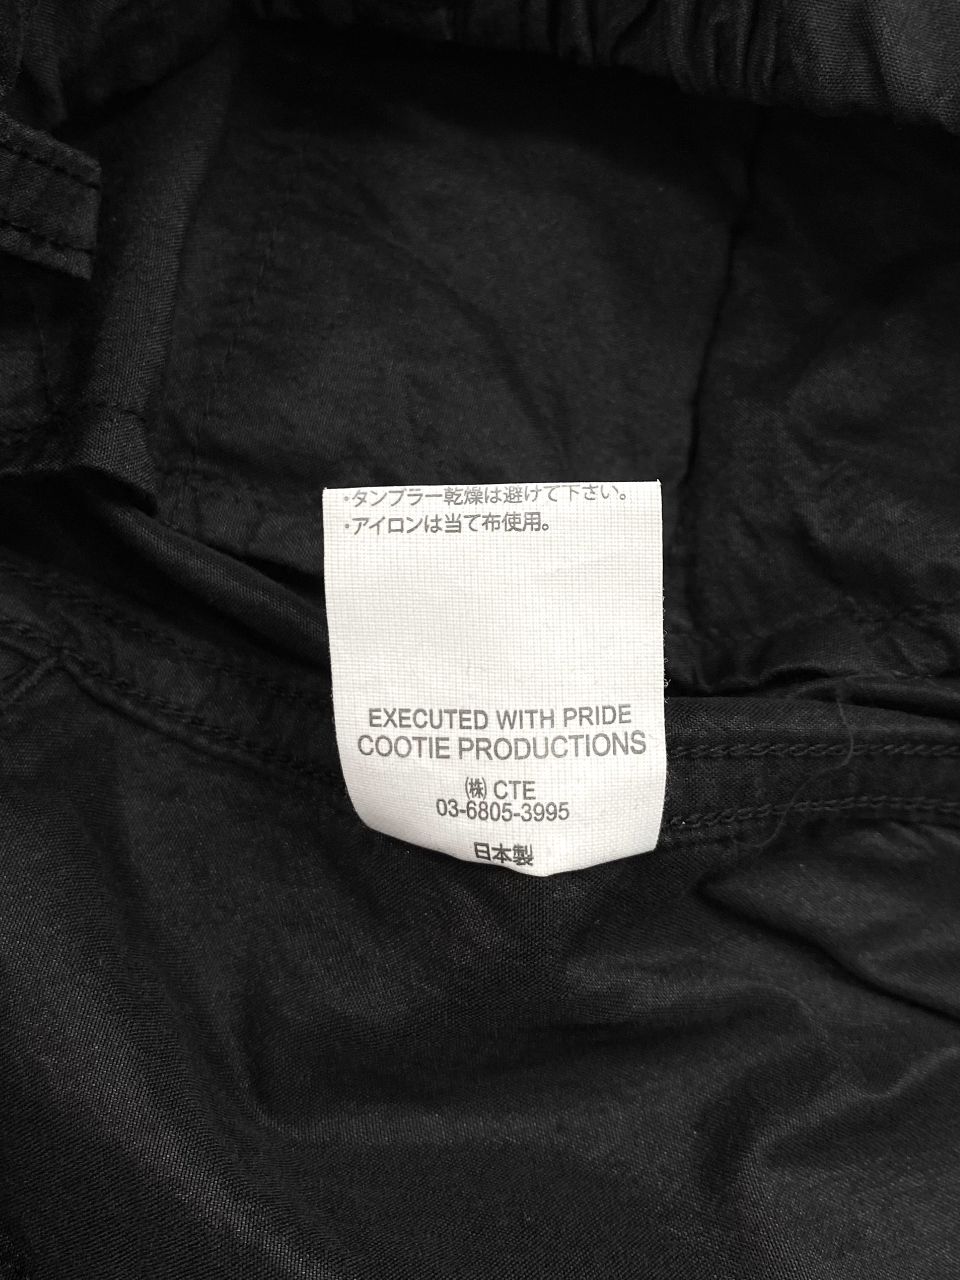 ・タンブラー乾燥は避けて下さい。
・アイロンは当て布使用。
EXECUTED WITH PRIDE
COOTIE PRODUCTIONS
㈱ CTE
03-6805-3995
日本製